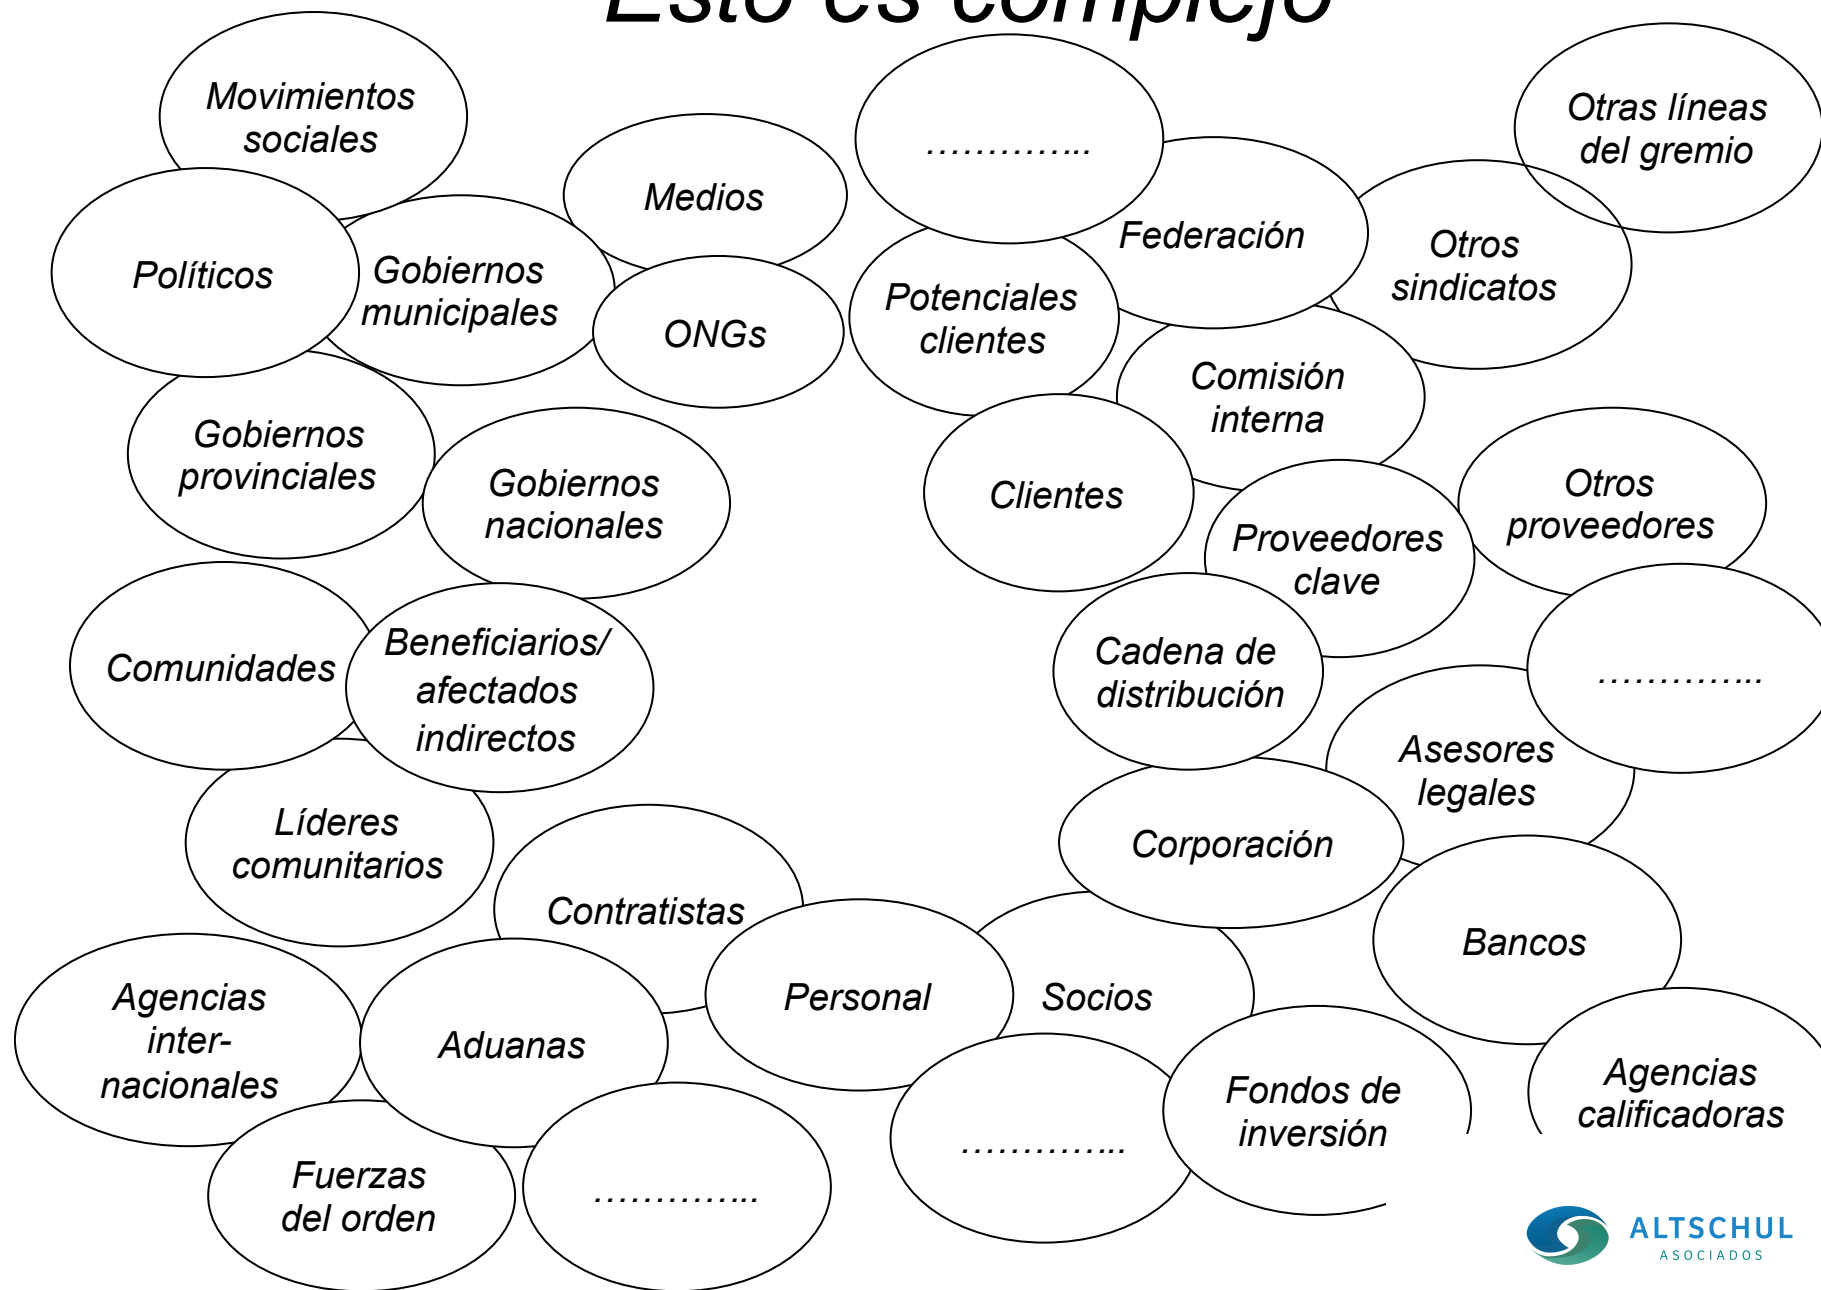 Esto es complejo
Movimientos
sociales
Medios
…………..
Otras líneas
del gremio
Políticos
Gobiernos
municipales
ONGs
Potenciales
clientes
Federación
Otros
sindicatos
Comisión
interna
Gobiernos
provinciales
Gobiernos
nacionales
Clientes
Proveedores
clave
Otros
proveedores
Comunidades
Beneficiarios/
afectados
indirectos
Cadena de
distribución
…………..
Asesores
legales
Líderes
comunitarios
Contratistas
Corporación
Bancos
Agencias
inter-
nacionales
Aduanas
Personal
Socios
Fondos de
inversión
Agencias
calificadoras
Fuerzas
del orden
…………..
…………..
ALTSCHUL
ASOCIADOS